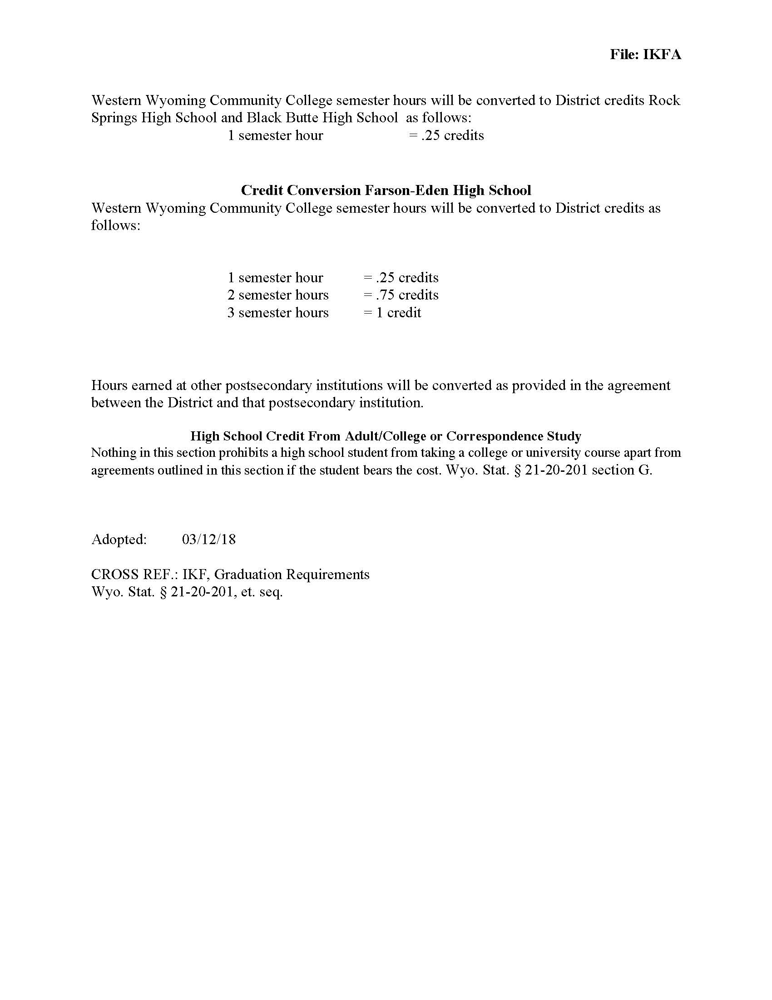 File: IKFA
Western Wyoming Community College semester hours will be converted to District credits Rock
Springs High School and Black Butte High School  as follows:
1 semester hour = .25 credits
Credit Conversion Farson-Eden High School
Western Wyoming Community College semester hours will be converted to District credits as
follows:
1 semester hour = .25 credits
2 semester hours = .75 credits
3 semester hours = 1 credit
Hours earned at other postsecondary institutions will be converted as provided in the agreement
between the District and that postsecondary institution.
High School Credit From Adult/College or Correspondence Study
Nothing in this section prohibits a high school student from taking a college or university course apart from
agreements outlined in this section if the student bears the cost. Wyo. Stat. § 21-20-201 section G.
Adopted: 03/12/18
CROSS REF.: IKF, Graduation Requirements
Wyo. Stat. § 21-20-201, et. seq.